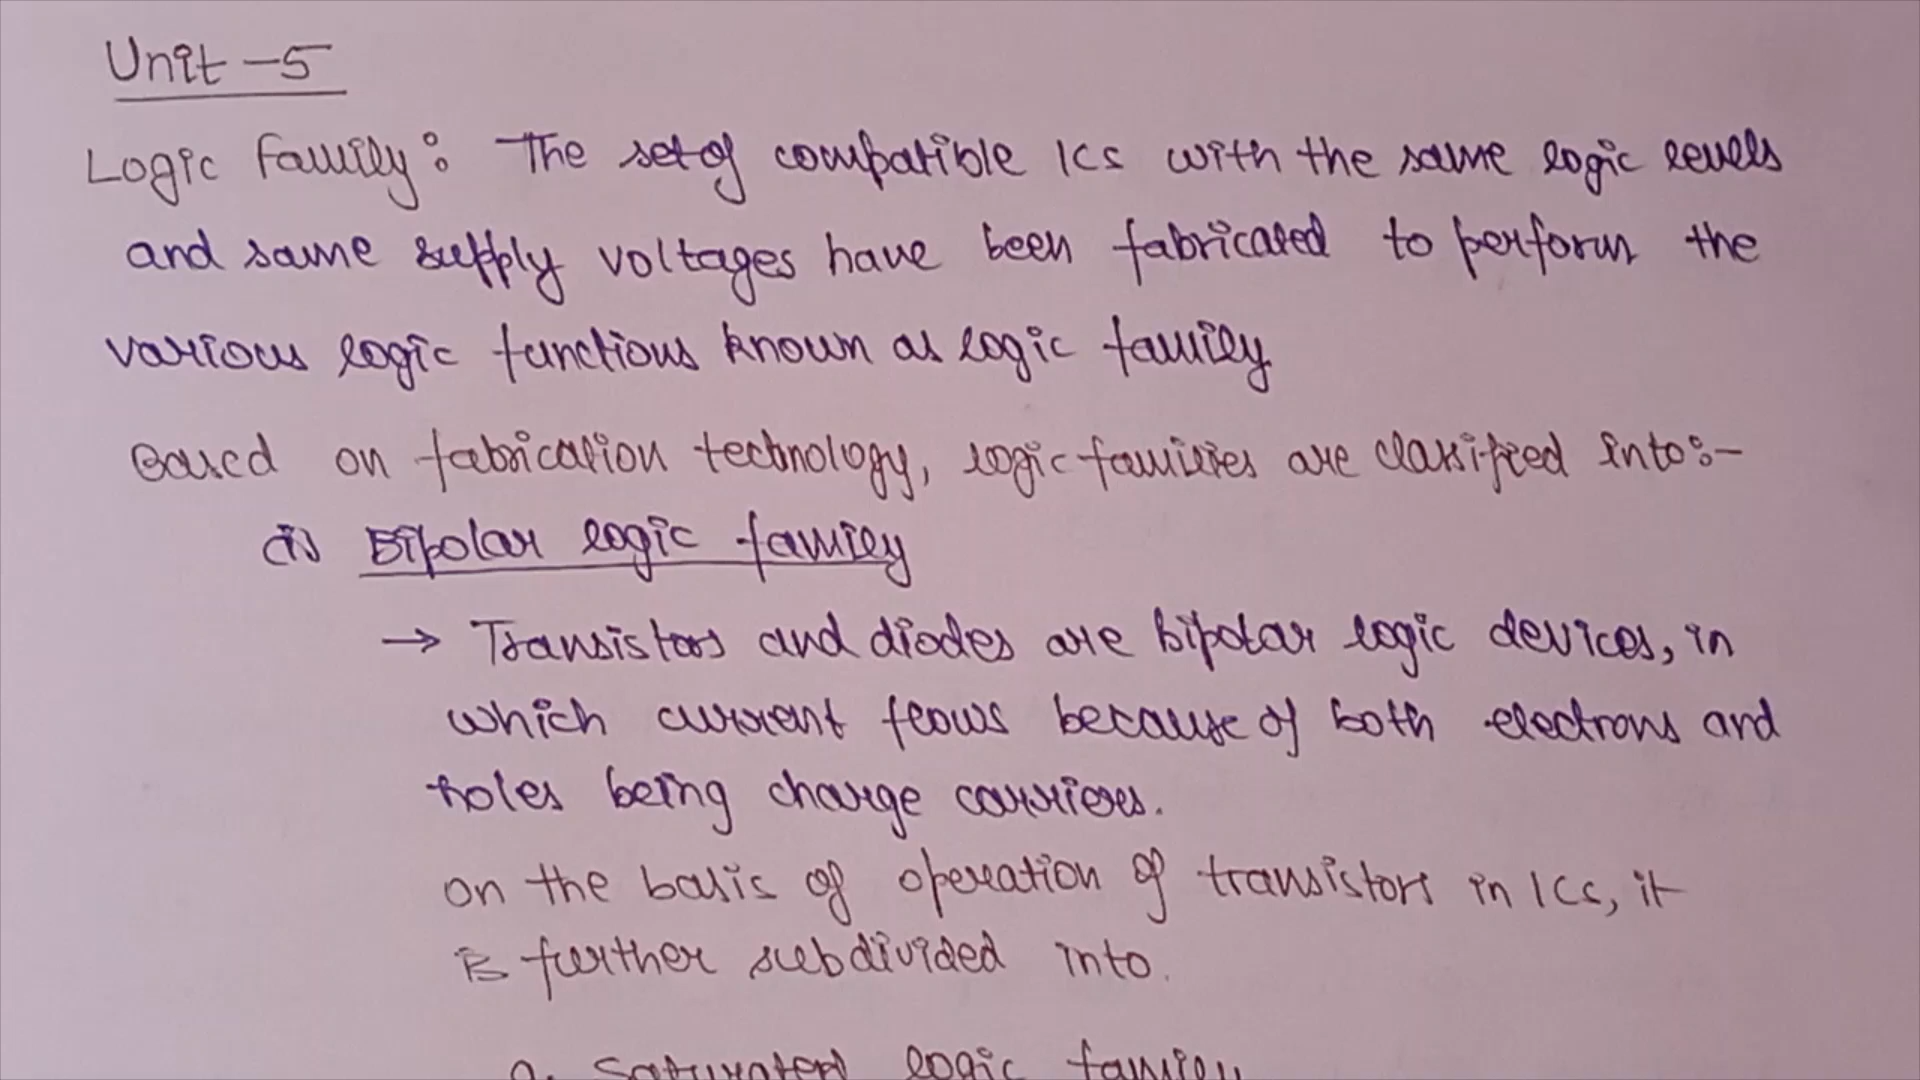 Unit -5
Logic family: The set of compatible ICs with the same logic levels
and same supply voltages have been fabricated to perform the
various logic functions known as logic family
Based on fabrication technology, logic families are classified into:-
(i) Bipolar logic family
→ Transistors and diodes are bipolar logic devices, in
which current flows because of both electrons and
holes being charge carriers.
on the basis of operation of transistors in ICs, it
is further subdivided into.
a. Saturated logic family